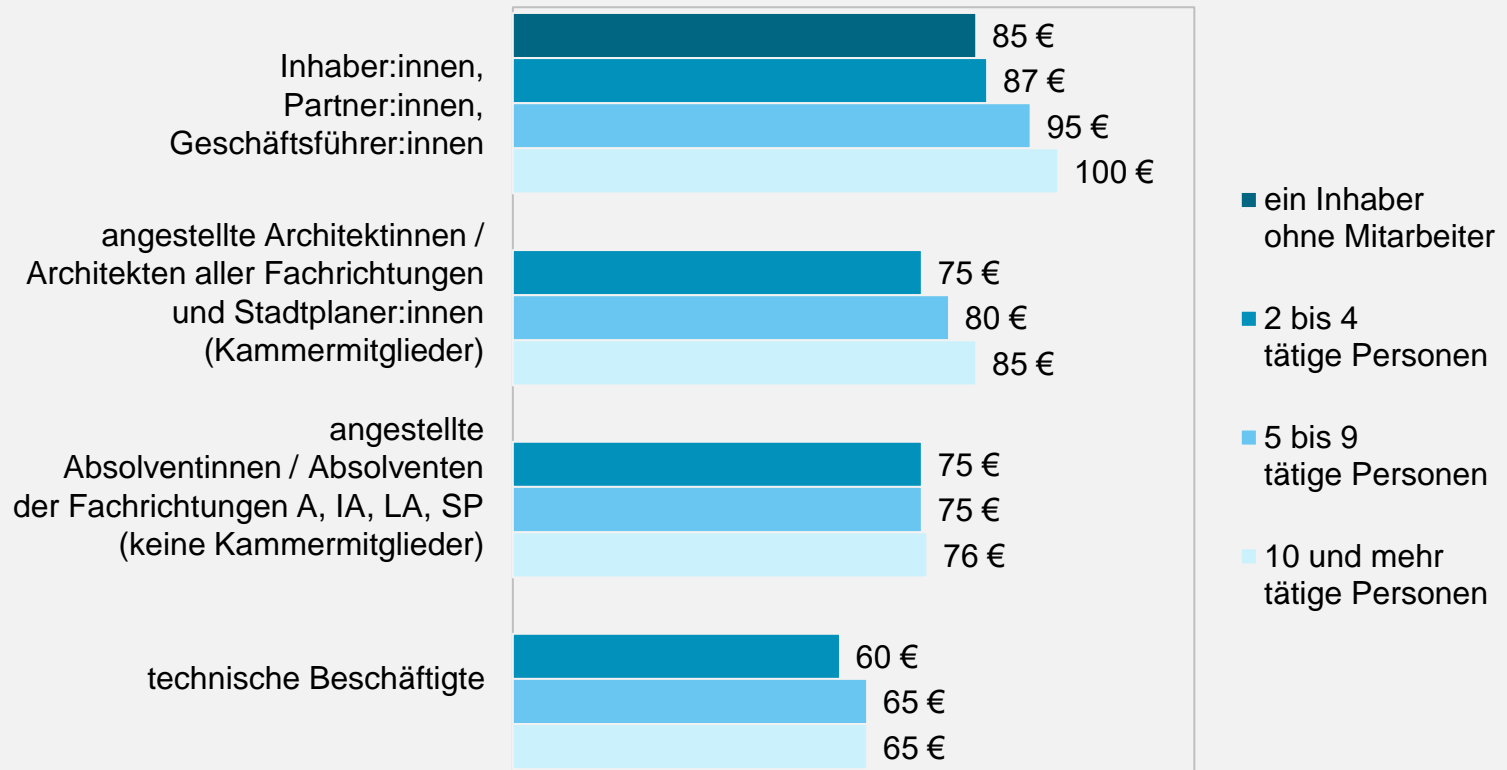 Inhaber:innen,
Partner:innen,
Geschäftsführer:innen
85 €
87 €
95 €
100 €
angestellte Architektinnen /
Architekten aller Fachrichtungen
und Stadtplaner:innen
(Kammermitglieder)
75 €
80 €
85 €
angestellte
Absolventinnen / Absolventen
der Fachrichtungen A, IA, LA, SP
(keine Kammermitglieder)
75 €
75 €
76 €
technische Beschäftigte
60 €
65 €
65 €
ein Inhaber
ohne Mitarbeiter
2 bis 4
tätige Personen
5 bis 9
tätige Personen
10 und mehr
tätige Personen